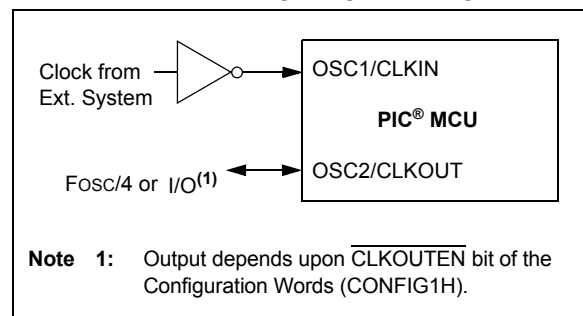 Clock from
Ext. System
OSC1/CLKIN
PIC® MCU
FOSC/4 or I/O(1)
OSC2/CLKOUT
Note 1: Output depends upon CLKOUTEN bit of the
Configuration Words (CONFIG1H).